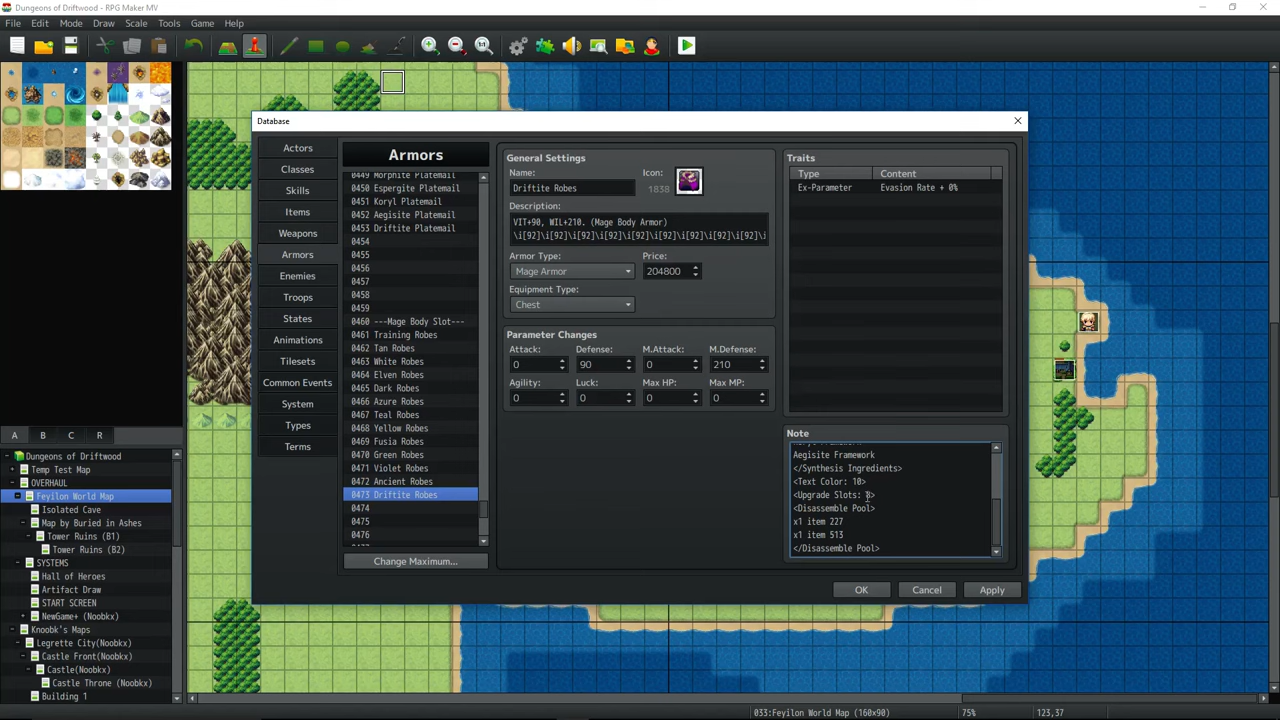 Dungeons of Driftwood - RPG Maker MV
File Edit Mode Draw Scale Tools Game Help
Database
Actors
Classes
Skills
Items
Weapons
Armors
Enemies
Troops
States
Animations
Tilesets
Common Events
System
Types
Terms
Armors
0449 Morphite Platemail
0450 Espergite Platemail
0451 Koryl Platemail
0452 Aegisite Platemail
0453 Driftite Platemail
0454
0455
0456
0457
0458
0459
0460 ---Mage Body Slot---
0461 Training Robes
0462 Tan Robes
0463 White Robes
0464 Elven Robes
0465 Dark Robes
0466 Azure Robes
0467 Teal Robes
0468 Yellow Robes
0469 Fusia Robes
0470 Green Robes
0471 Violet Robes
0472 Ancient Robes
0473 Driftite Robes
0474
0475
0476
Change Maximum...
General Settings
Name:
Icon:
Driftite Robes
1838
Description:
VIT+90, WIL+210. (Mage Body Armor)
\i[92]\i[92]\i[92]\i[92]\i[92]\i[92]\i[92]\i[92]\i[92]\i
Armor Type:
Price:
Mage Armor
204800
Equipment Type:
Chest
Parameter Changes
Attack: Defense: M.Attack: M.Defense:
0 90 0 210
Agility: Luck: Max HP: Max MP:
0 0 0 0
Traits
Type Content
Ex-Parameter Evasion Rate + 0%
Note
Aegisite Framework
</Synthesis Ingredients>
<Text Color: 10>
<Upgrade Slots:
<Disassemble Pool>
x1 item 227
x1 item 513
</Disassemble Pool>
OK Cancel Apply
A B C R
Dungeons of Driftwood
Temp Test Map
OVERHAUL
Feyilon World Map
Isolated Cave
Map by Buried in Ashes
Tower Ruins (B1)
Tower Ruins (B2)
SYSTEMS
Hall of Heroes
Artifact Draw
START SCREEN
NewGame+ (Noobkx)
Knoobk's Maps
Legrette City(Noobkx)
Castle Front(Noobkx)
Castle(Noobkx)
Castle Throne (Noobkx)
Building 1
033:Feyilon World Map (160x90) 75% 123,37